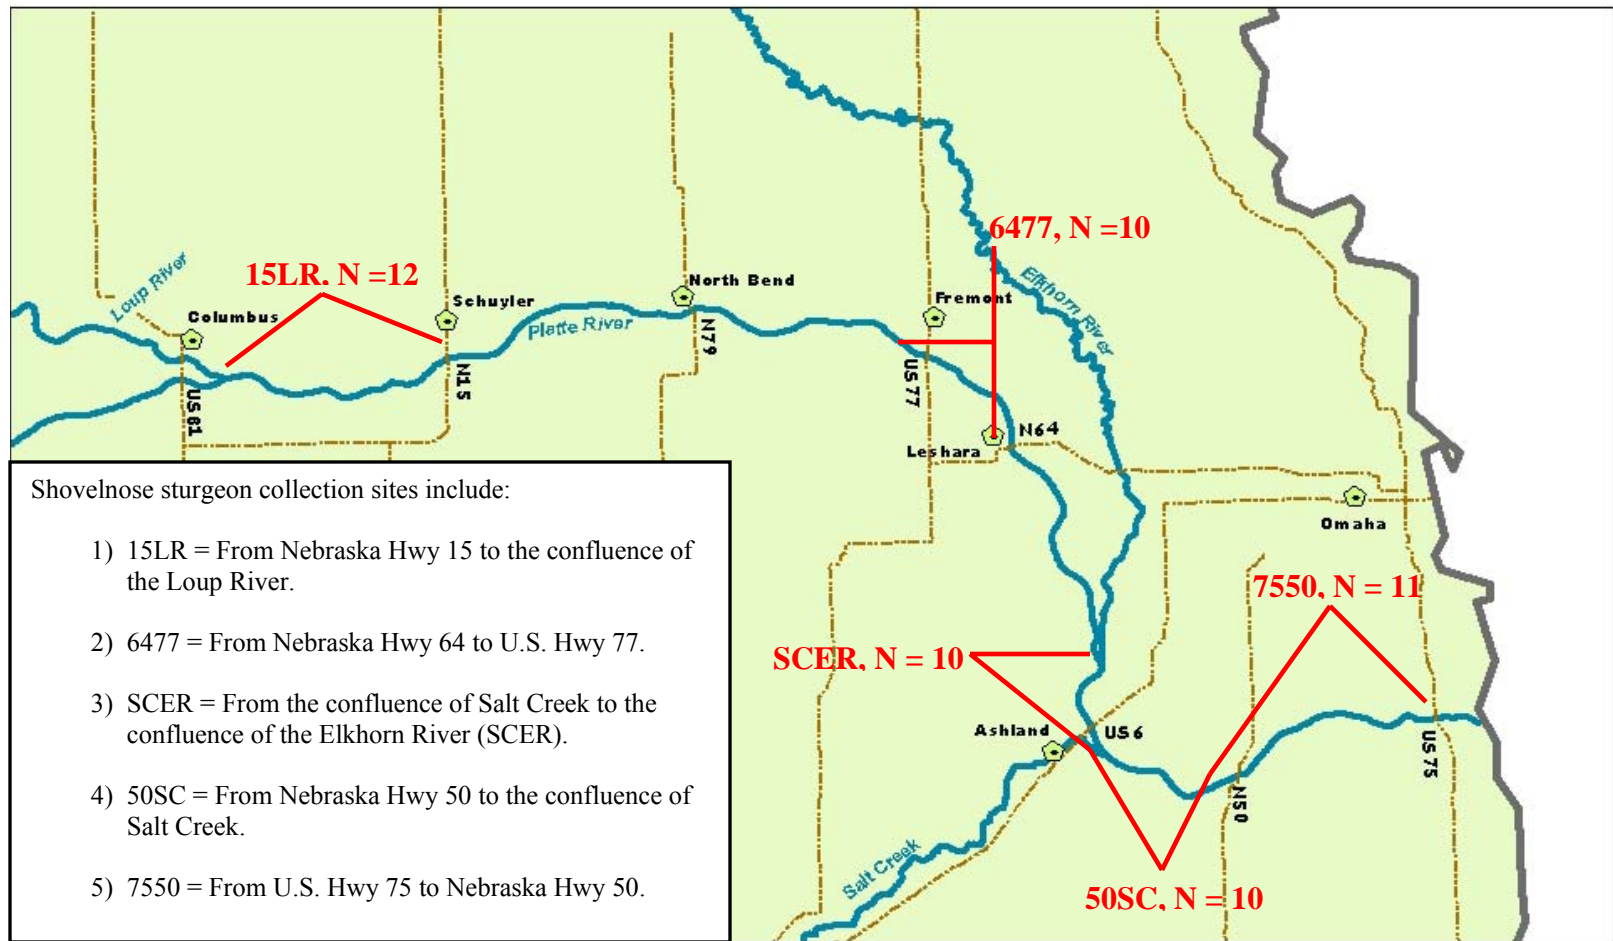 6477, N =10
Loup River
15LR, N =12
North Bend
Elkhorn River
Schuyler
Fremont
Columbus
Platte River
N79
US 77
N15
US 81
N64
Leshara
Omaha
Shovelnose sturgeon collection sites include:
1) 15LR = From Nebraska Hwy 15 to the confluence of
the Loup River.
2) 6477 = From Nebraska Hwy 64 to U.S. Hwy 77.
3) SCER = From the confluence of Salt Creek to the
confluence of the Elkhorn River (SCER).
4) 50SC = From Nebraska Hwy 50 to the confluence of
Salt Creek.
5) 7550 = From U.S. Hwy 75 to Nebraska Hwy 50.
7550, N = 11
SCER, N = 10
Ashland
US 6
US 75
N50
Salt Creek
50SC, N = 10